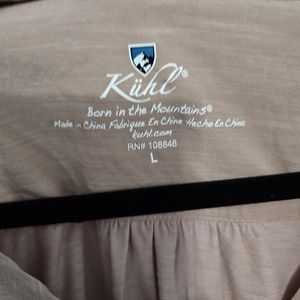 Kühl®
Born in the Mountains®
Made in China Fabriqué En Chine Hecho En China
kuhl.com
RN# 108846
L